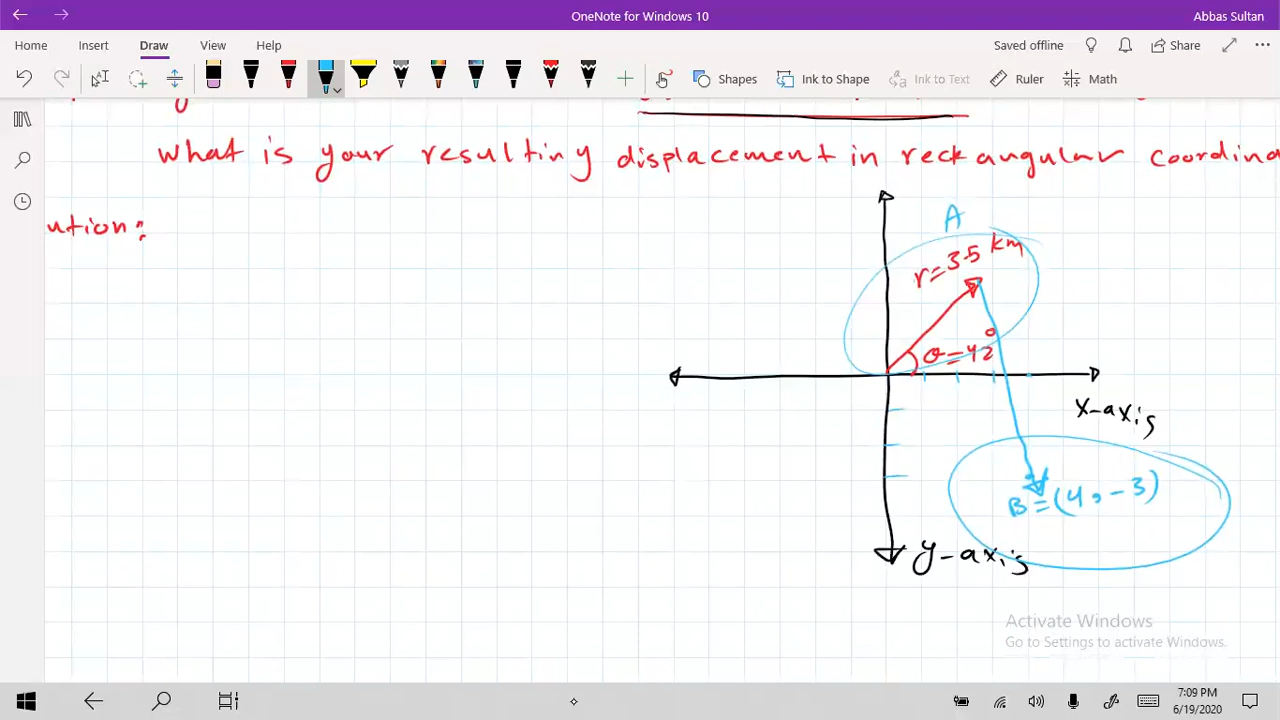 OneNote for Windows 10
Abbas Sultan
Home Insert Draw View Help
Saved offline
Share
Shapes
Ink to Shape
Ink to Text
Ruler
Math
What is your resulting displacement in reckangular coordina
ution:
A
r=3.5 km
θ=42°
x-axis
B=(4,-3)
y-axis
Activate Windows
Go to Settings to activate Windows.
7:09 PM
6/19/2020